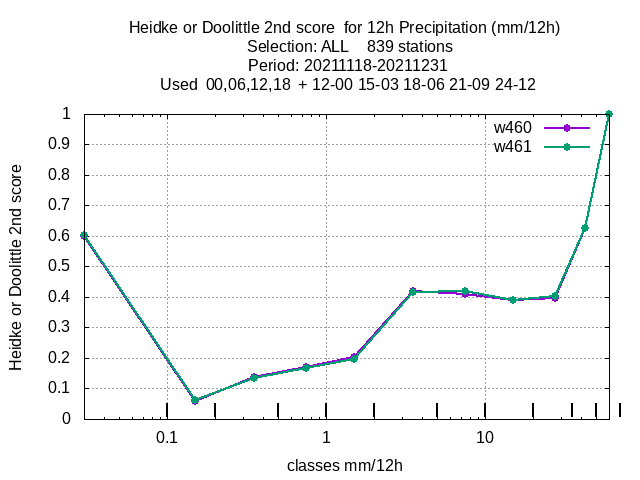 Heidke or Doolittle 2nd score  for 12h Precipitation (mm/12h)
Selection: ALL    839 stations
Period: 20211118-20211231
Used  00,06,12,18  + 12-00 15-03 18-06 21-09 24-12
w460
w461
1
0.9
0.8
0.7
0.6
0.5
0.4
0.3
0.2
0.1
0
Heidke or Doolittle 2nd score
0.1
1
10
classes mm/12h